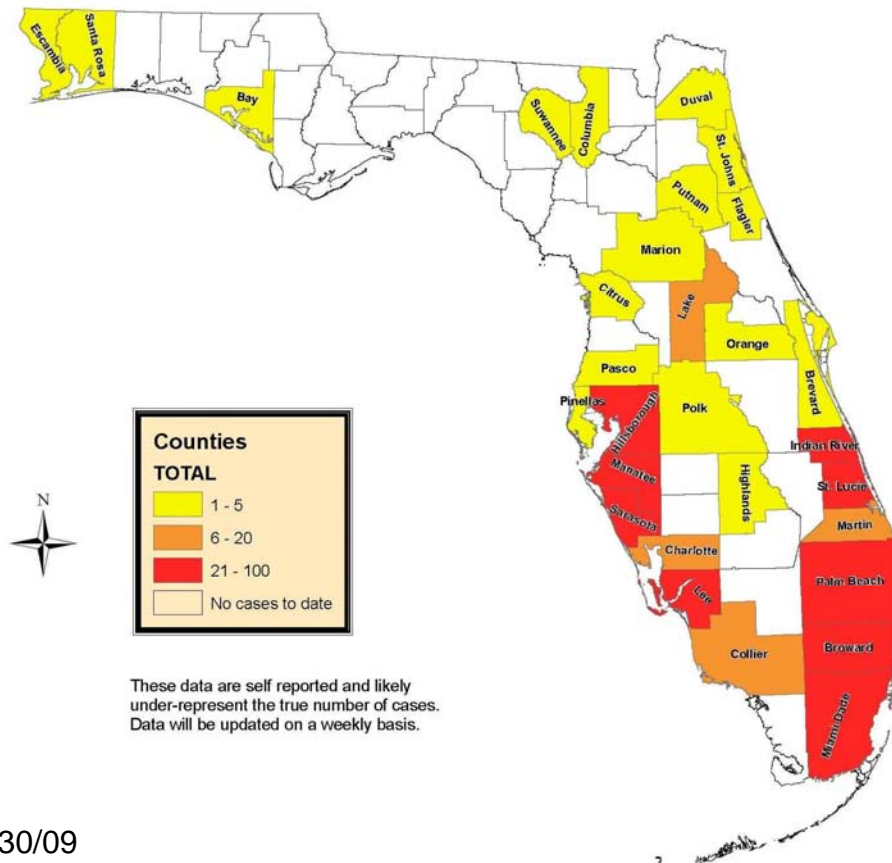 Escambia
Santa Rosa
Bay
Suwannee
Columbia
Duval
St. Johns
Putnam
Flagler
Marion
Citrus
Lake
Orange
Pasco
Brevard
Pinellas
Hillsborough
Polk
Indian River
Manatee
Highlands
St. Lucie
Sarasota
Martin
Charlotte
Palm Beach
Lee
Collier
Broward
Miami-Dade
N
Counties
TOTAL
1 - 5
6 - 20
21 - 100
No cases to date
These data are self reported and likely
under-represent the true number of cases.
Data will be updated on a weekly basis.
30/09